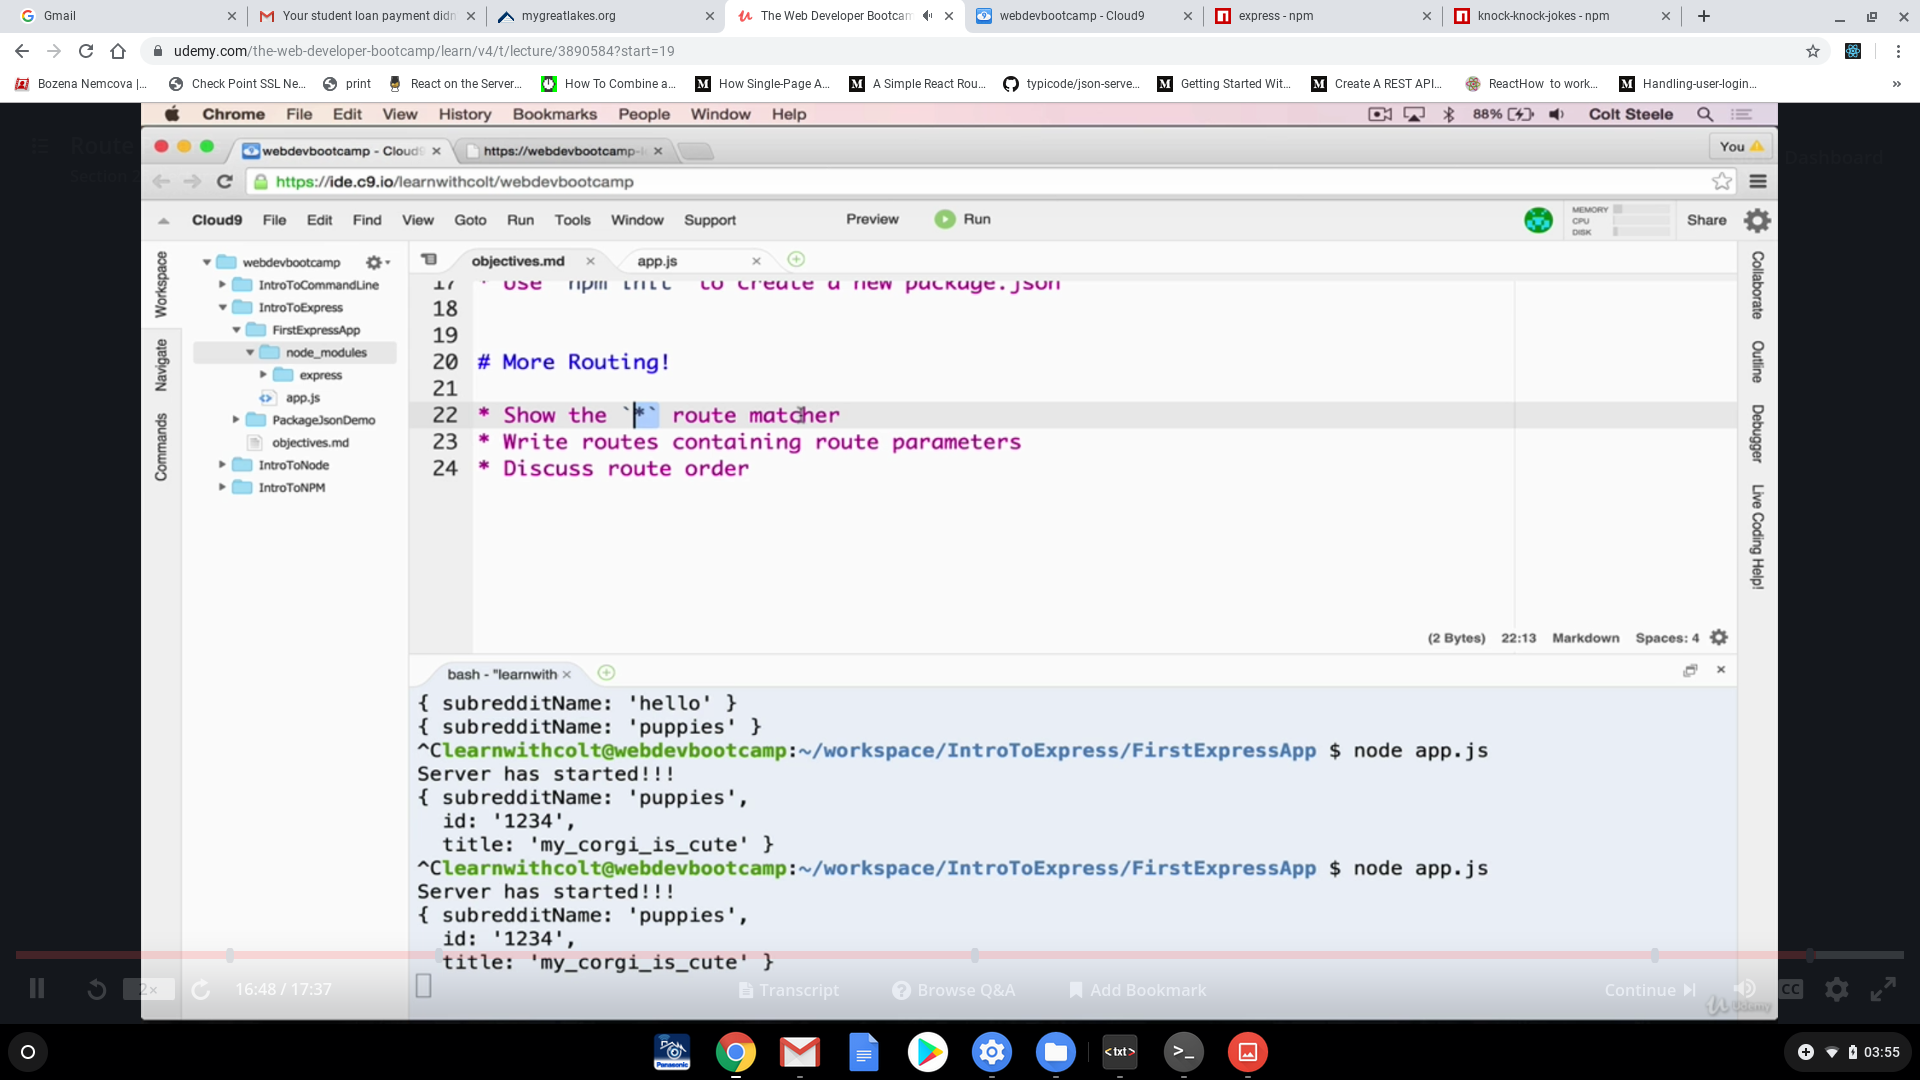 Gmail
Your student loan payment didn
mygreatlakes.org
The Web Developer Bootcam
webdevbootcamp - Cloud9
express - npm
knock-knock-jokes - npm
udemy.com/the-web-developer-bootcamp/learn/v4/t/lecture/3890584?start=19
Bozena Nemcova |...
Check Point SSL Ne...
print
React on the Server...
How To Combine a...
How Single-Page A...
A Simple React Rou...
typicode/json-serve...
Getting Started Wit...
Create A REST API...
ReactHow to work...
Handling-user-login...
»
Chrome File Edit View History Bookmarks People Window Help
88%
Colt Steele
Route
Section 2
Dashboard
webdevbootcamp - Cloud9
https://webdevbootcamp-
You
https://ide.c9.io/learnwithcolt/webdevbootcamp
Cloud9 File Edit Find View Goto Run Tools Window Support
Preview
Run
MEMORY
CPU
DISK
Share
Workspace
Navigate
Commands
webdevbootcamp
IntroToCommandLine
IntroToExpress
FirstExpressApp
node_modules
express
app.js
PackageJsonDemo
objectives.md
IntroToNode
IntroToNPM
objectives.md
app.js
17 * Use `npm init` to create a new package.json
18
19
20 # More Routing!
21
22 * Show the `*` route matcher
23 * Write routes containing route parameters
24 * Discuss route order
(2 Bytes) 22:13 Markdown Spaces: 4
Collaborate
Outline
Debugger
Live Coding Help!
bash - "learnwith
{ subredditName: 'hello' }
{ subredditName: 'puppies' }
^Clearnwithcolt@webdevbootcamp:~/workspace/IntroToExpress/FirstExpressApp $ node app.js
Server has started!!!
{ subredditName: 'puppies',
id: '1234',
title: 'my_corgi_is_cute' }
^Clearnwithcolt@webdevbootcamp:~/workspace/IntroToExpress/FirstExpressApp $ node app.js
Server has started!!!
{ subredditName: 'puppies',
id: '1234',
title: 'my_corgi_is_cute' }
2×
16:48 / 17:37
Transcript
Browse Q&A
Add Bookmark
Continue
CC
Udemy
Panasonic
<txt>
>_
03:55